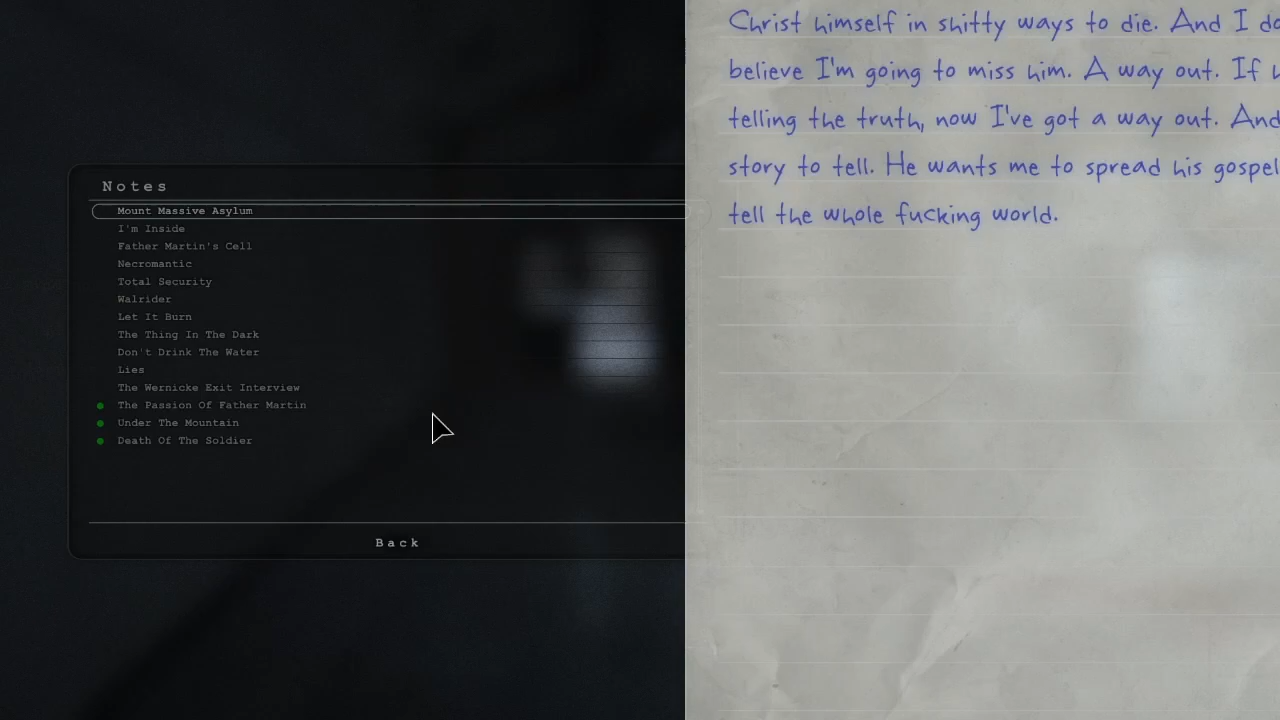 Notes
Mount Massive Asylum
I'm Inside
Father Martin's Cell
Necromantic
Total Security
Walrider
Let It Burn
The Thing In The Dark
Don't Drink The Water
Lies
The Wernicke Exit Interview
The Passion Of Father Martin
Under The Mountain
Death Of The Soldier
Back
Christ himself in shitty ways to die. And I do
believe I'm going to miss him. A way out. If
telling the truth, now I've got a way out. And
story to tell. He wants me to spread his gospel
tell the whole fucking world.